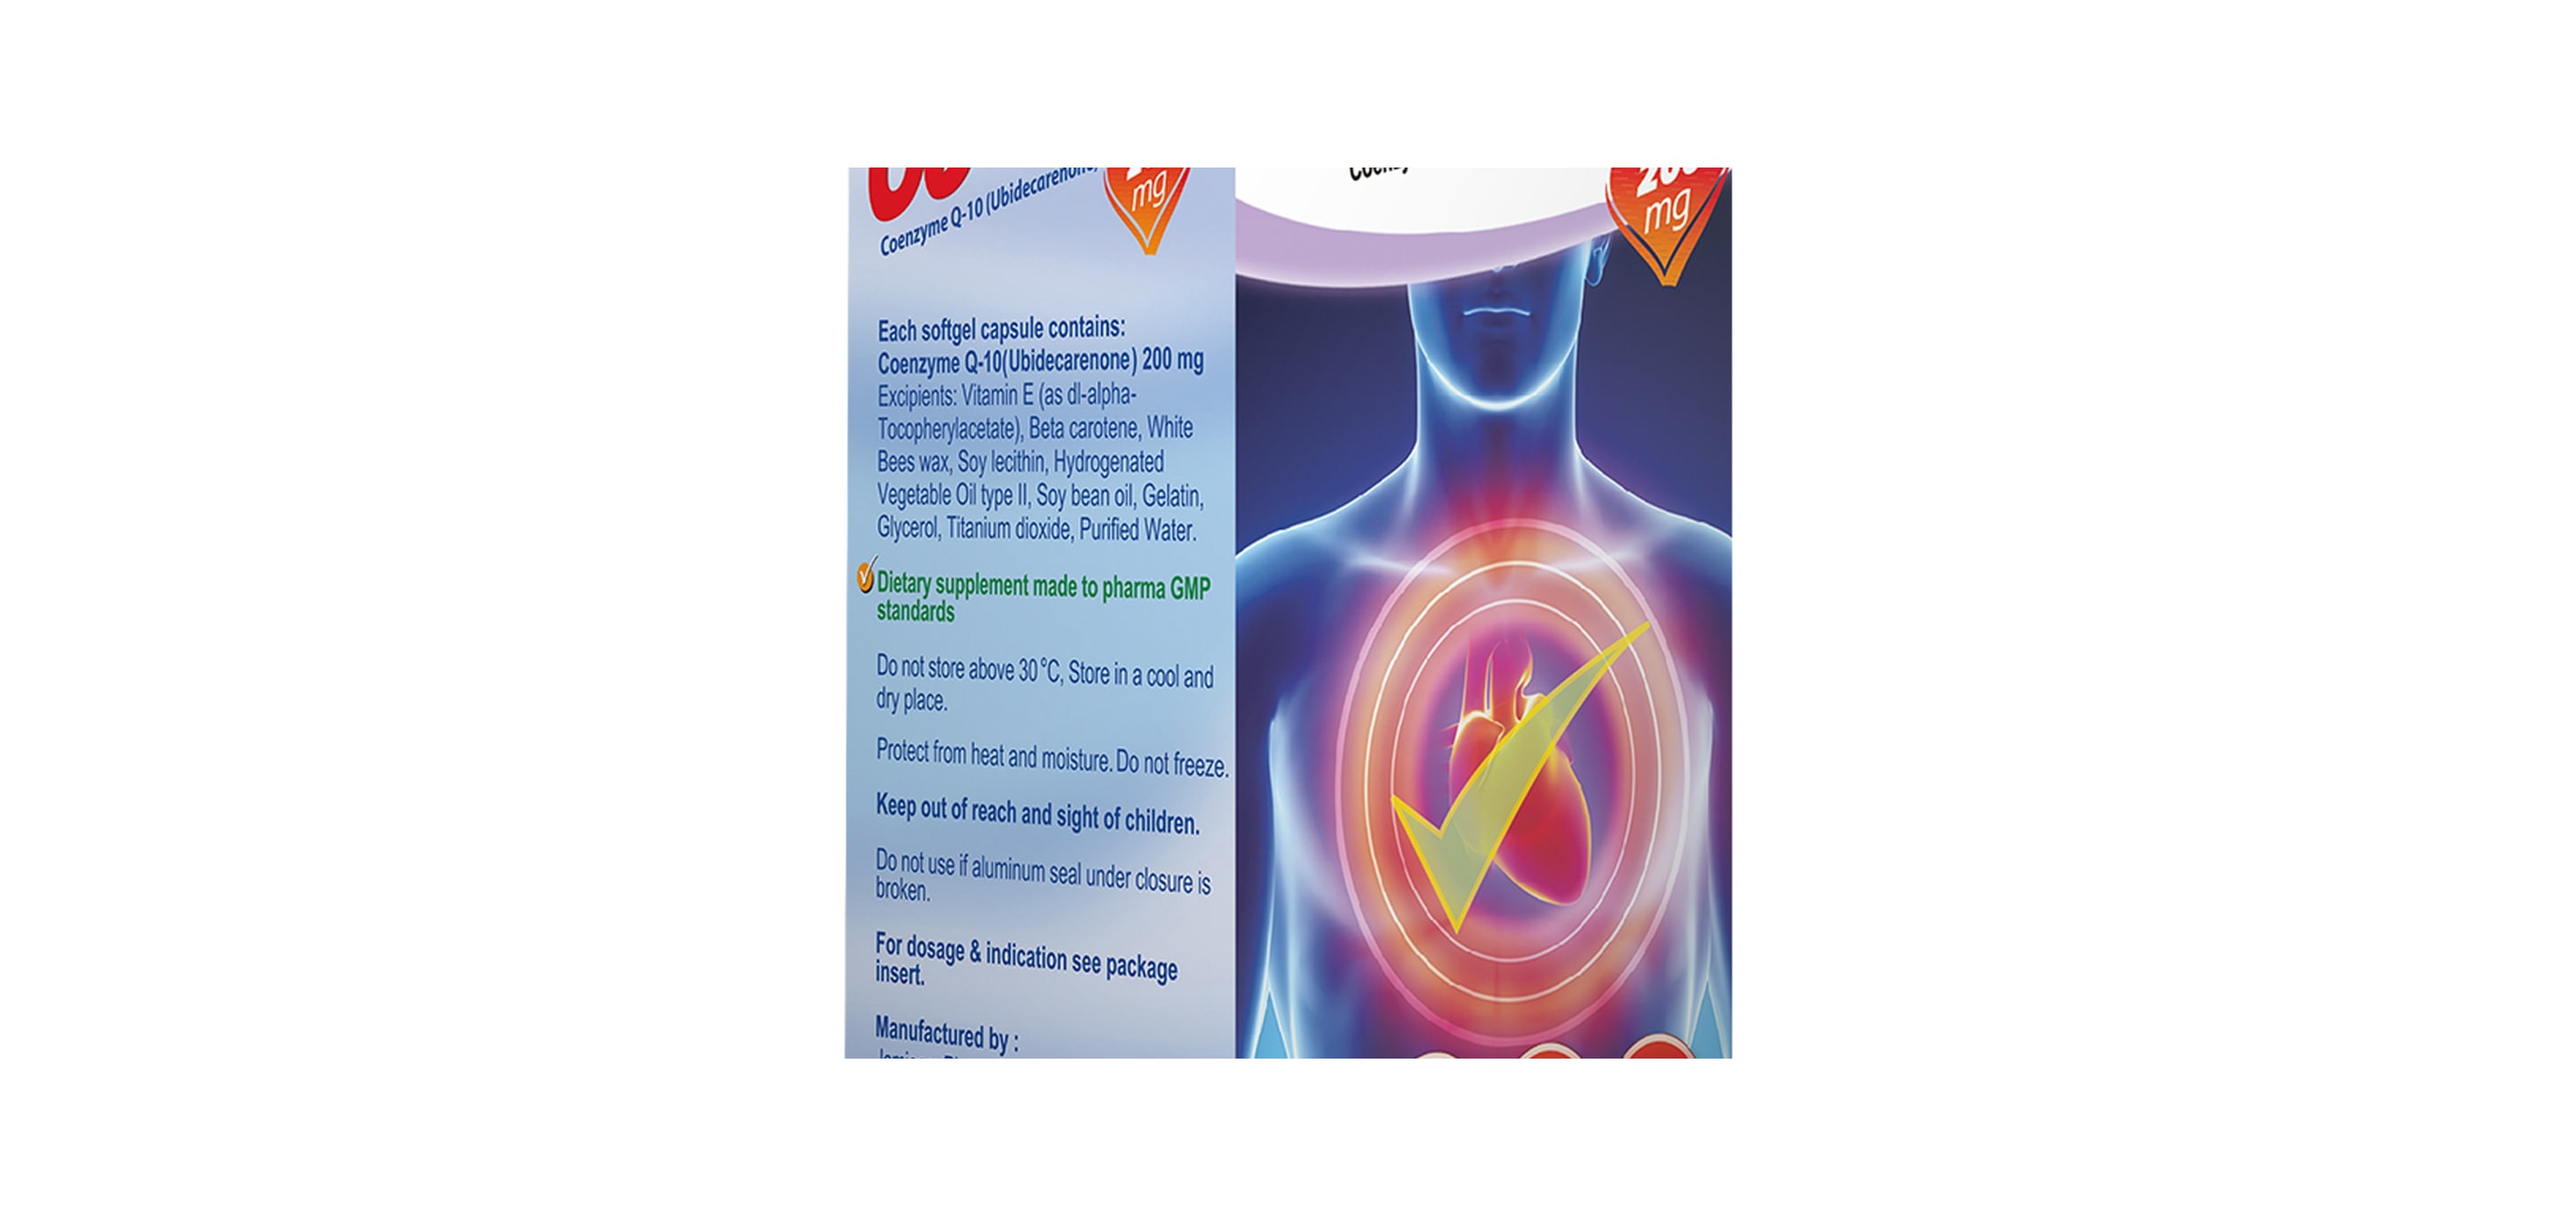 Coenzyme Q-10 (Ubidecarenone)
mg
200
mg
Each softgel capsule contains:
Coenzyme Q-10(Ubidecarenone) 200 mg
Excipients: Vitamin E (as dl-alpha-
Tocopherylacetate), Beta carotene, White
Bees wax, Soy lecithin, Hydrogenated
Vegetable Oil type II, Soy bean oil, Gelatin,
Glycerol, Titanium dioxide, Purified Water.
Dietary supplement made to pharma GMP
standards
Do not store above 30°C, Store in a cool and
dry place.
Protect from heat and moisture. Do not freeze.
Keep out of reach and sight of children.
Do not use if aluminum seal under closure is
broken.
For dosage & indication see package
insert.
Manufactured by :